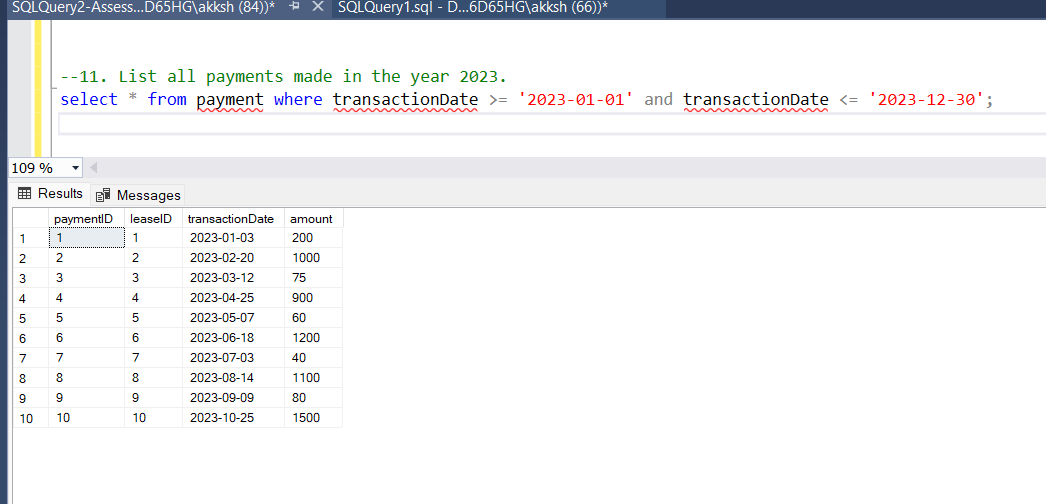 SQLQuery2-Assess...D65HG\akksh (84))* SQLQuery1.sql - D...6D65HG\akksh (66))*
--11. List all payments made in the year 2023.
select * from payment where transactionDate >= '2023-01-01' and transactionDate <= '2023-12-30';
109 %
Results Messages
paymentID leaseID transactionDate amount
1 1 1 2023-01-03 200
2 2 2 2023-02-20 1000
3 3 3 2023-03-12 75
4 4 4 2023-04-25 900
5 5 5 2023-05-07 60
6 6 6 2023-06-18 1200
7 7 7 2023-07-03 40
8 8 8 2023-08-14 1100
9 9 9 2023-09-09 80
10 10 10 2023-10-25 1500